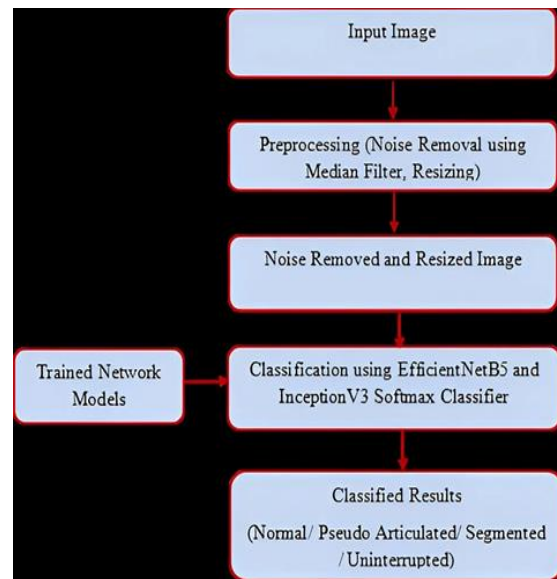 Input Image
Preprocessing (Noise Removal using
Median Filter, Resizing)
Noise Removed and Resized Image
Trained Network
Models
Classification using EfficientNetB5 and
InceptionV3 Softmax Classifier
Classified Results
(Normal/ Pseudo Articulated/ Segmented
/Uninterrupted)